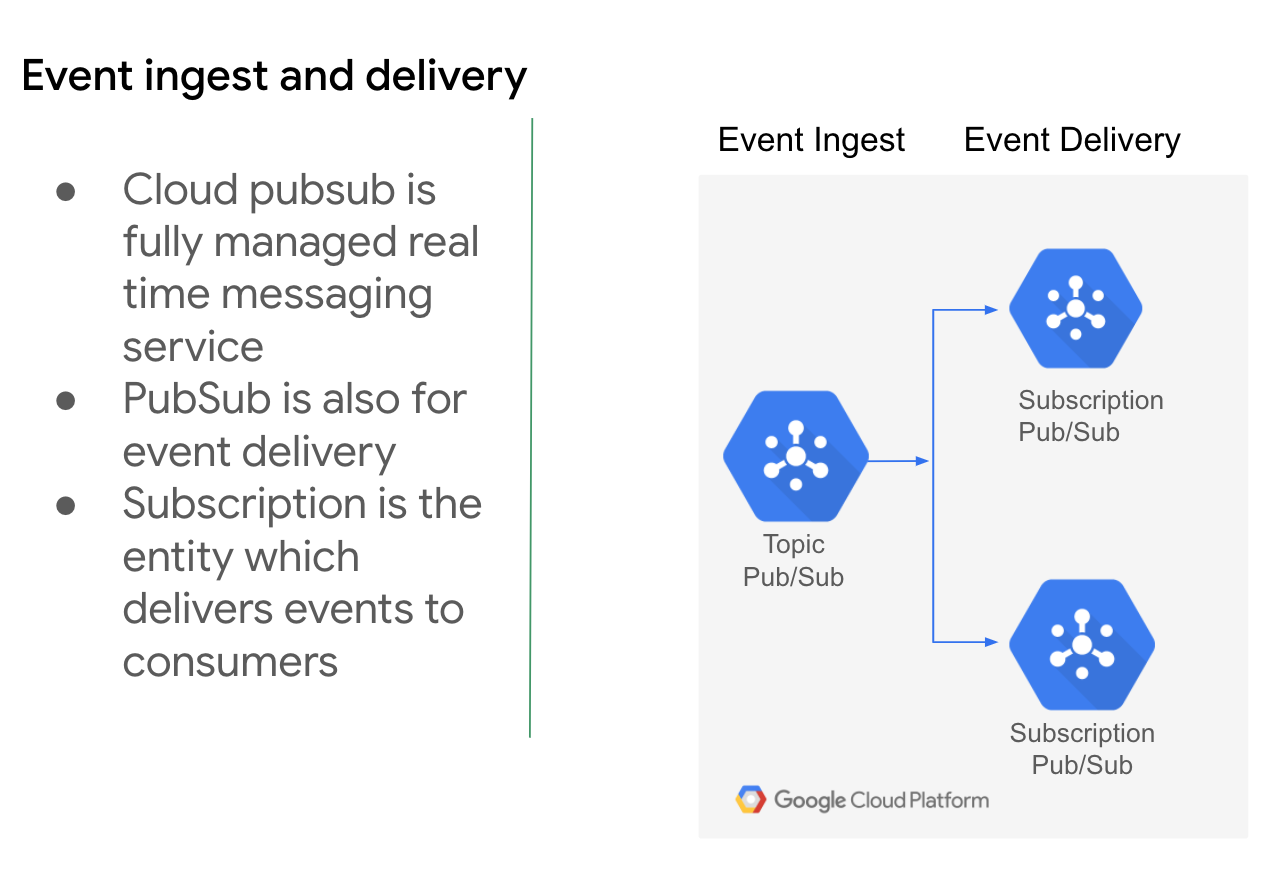 Event ingest and delivery
● Cloud pubsub is
fully managed real
time messaging
service
● PubSub is also for
event delivery
● Subscription is the
entity which
delivers events to
consumers
Event Ingest
Event Delivery
Subscription
Pub/Sub
Topic
Pub/Sub
Subscription
Pub/Sub
Google Cloud Platform